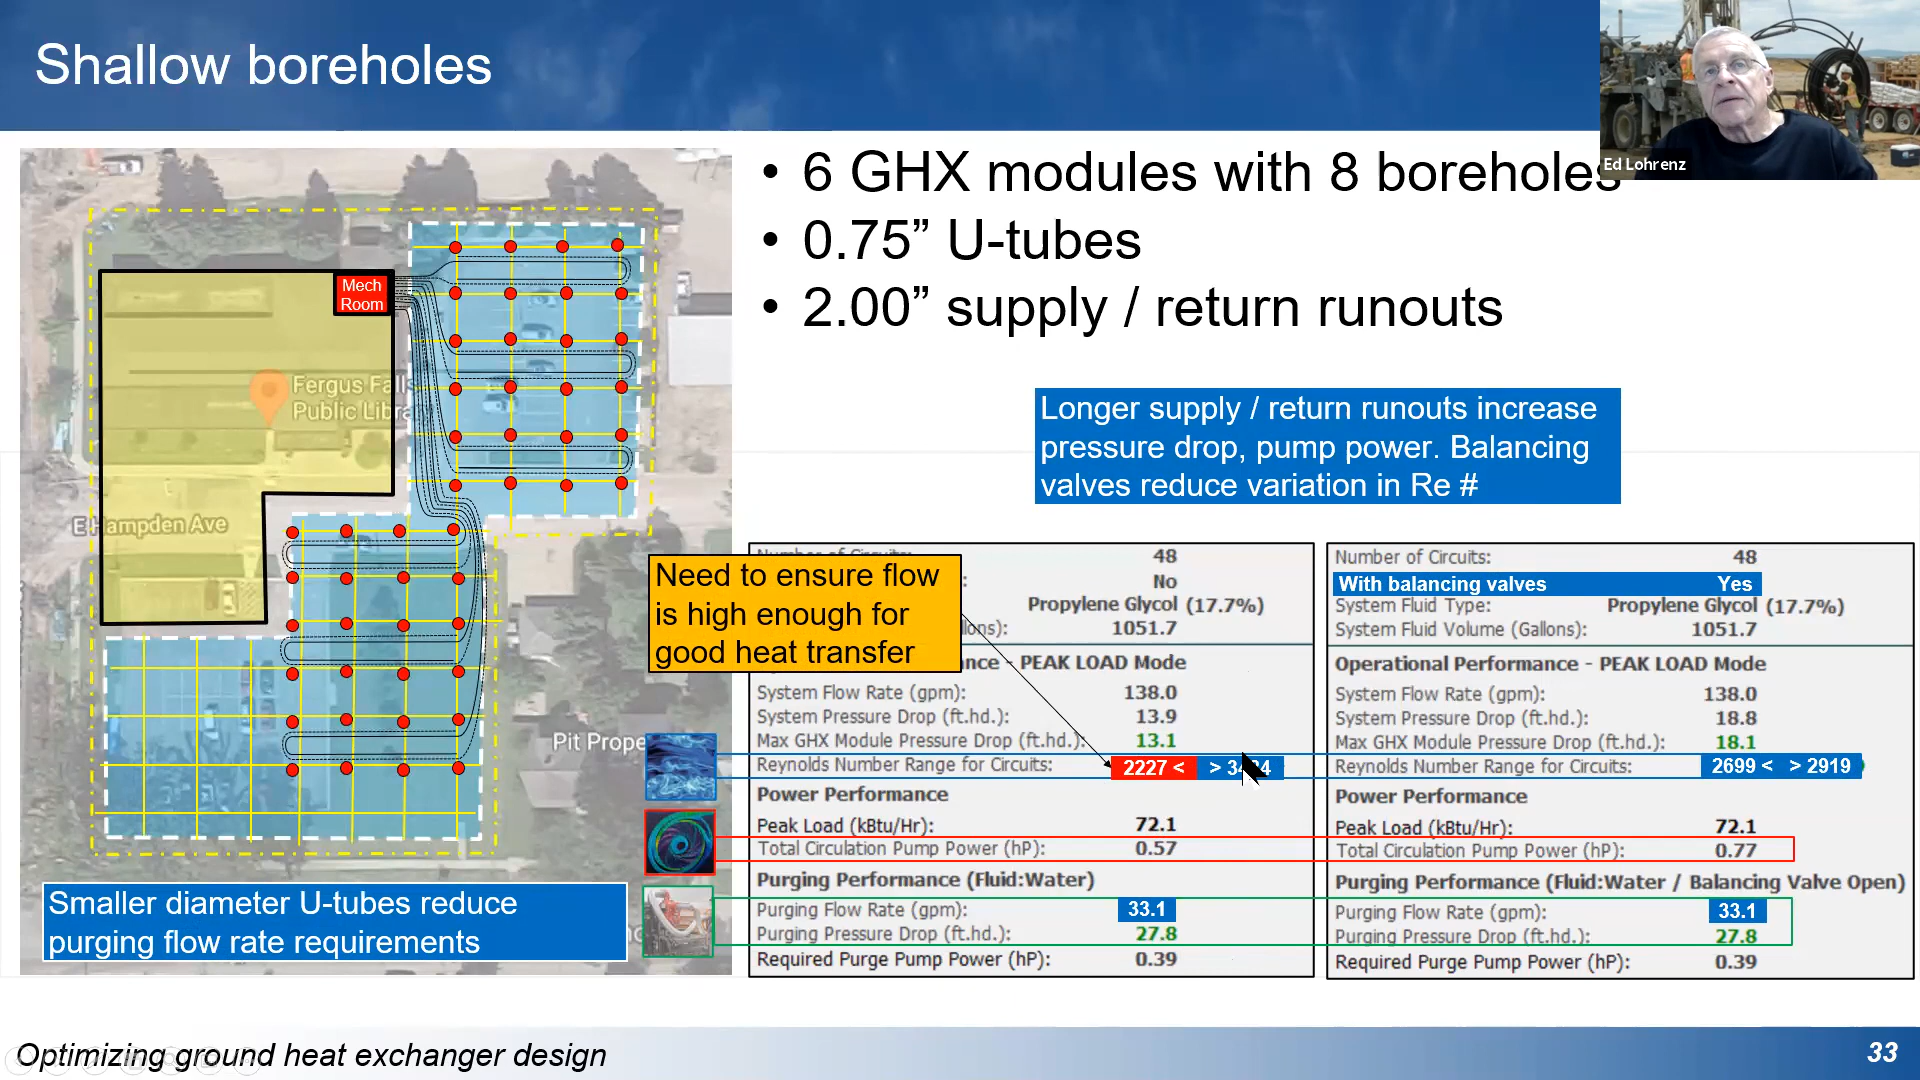 Shallow boreholes
Ed Lohrenz
• 6 GHX modules with 8 boreholes
• 0.75” U-tubes
• 2.00” supply / return runouts
Mech
Room
Fergus Falls
Public Libra
E Hampden Ave
Pit Prope
Longer supply / return runouts increase
pressure drop, pump power. Balancing
valves reduce variation in Re #
Need to ensure flow
is high enough for
good heat transfer
Smaller diameter U-tubes reduce
purging flow rate requirements
Number of Circuits: 48
: No
Propylene Glycol (17.7%)
lons): 1051.7
nce - PEAK LOAD Mode
System Flow Rate (gpm): 138.0
System Pressure Drop (ft.hd.): 13.9
Max GHX Module Pressure Drop (ft.hd.): 13.1
Reynolds Number Range for Circuits: 2227 < > 34 4
Power Performance
Peak Load (kBtu/Hr): 72.1
Total Circulation Pump Power (hP): 0.57
Purging Performance (Fluid:Water)
Purging Flow Rate (gpm): 33.1
Purging Pressure Drop (ft.hd.): 27.8
Required Purge Pump Power (hP): 0.39
Number of Circuits: 48
With balancing valves Yes
System Fluid Type: Propylene Glycol (17.7%)
System Fluid Volume (Gallons): 1051.7
Operational Performance - PEAK LOAD Mode
System Flow Rate (gpm): 138.0
System Pressure Drop (ft.hd.): 18.8
Max GHX Module Pressure Drop (ft.hd.): 18.1
Reynolds Number Range for Circuits: 2699 < > 2919
Power Performance
Peak Load (kBtu/Hr): 72.1
Total Circulation Pump Power (hP): 0.77
Purging Performance (Fluid:Water / Balancing Valve Open)
Purging Flow Rate (gpm): 33.1
Purging Pressure Drop (ft.hd.): 27.8
Required Purge Pump Power (hP): 0.39
Optimizing ground heat exchanger design
33